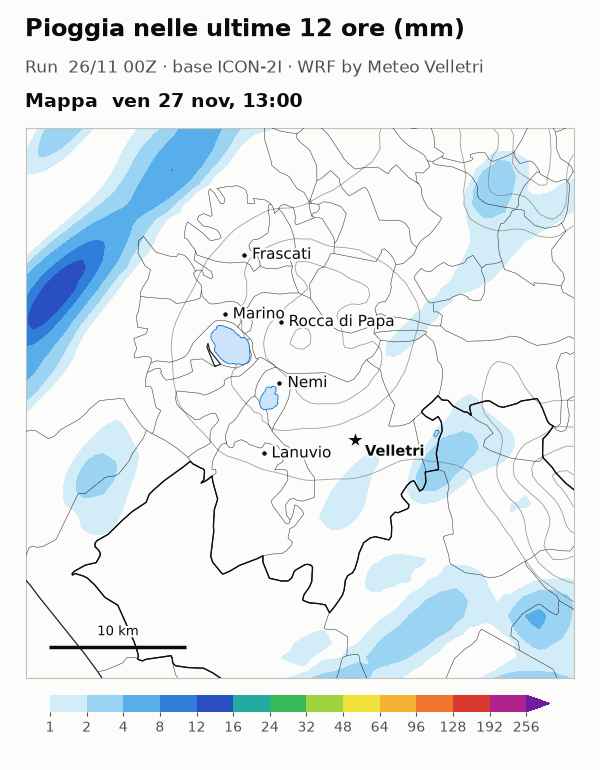 Pioggia nelle ultime 12 ore (mm)
Run  26/11 00Z · base ICON-2I · WRF by Meteo Velletri
Mappa  ven 27 nov, 13:00
Frascati
Marino
Rocca di Papa
Nemi
Velletri
Lanuvio
10 km
1 2 4 8 12 16 24 32 48 64 96 128 192 256